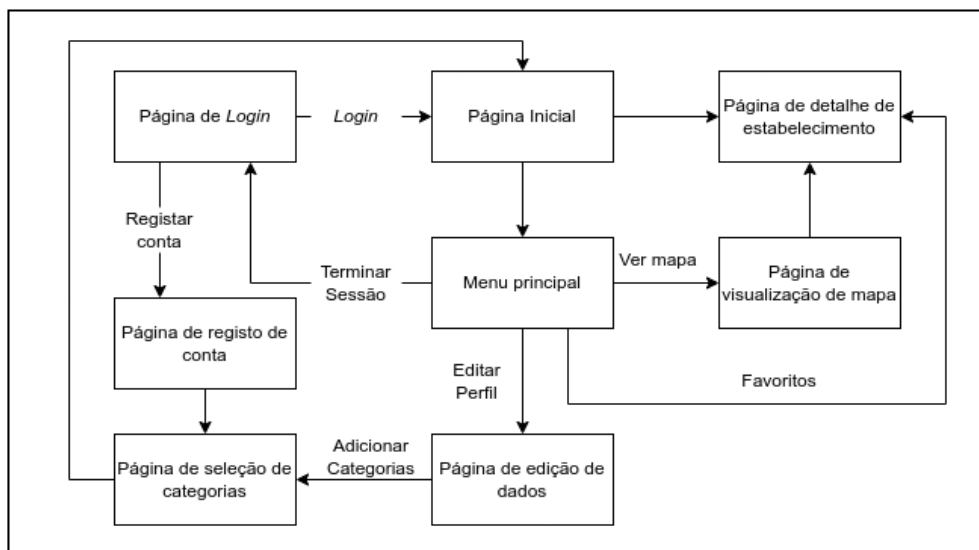 Página de Login
Login
Página Inicial
Página de detalhe de
estabelecimento
Registar
conta
Terminar
Sessão
Menu principal
Ver mapa
Página de
visualização de mapa
Página de registo de
conta
Editar
Perfil
Favoritos
Página de seleção de
categorias
Adicionar
Categorias
Página de edição de
dados